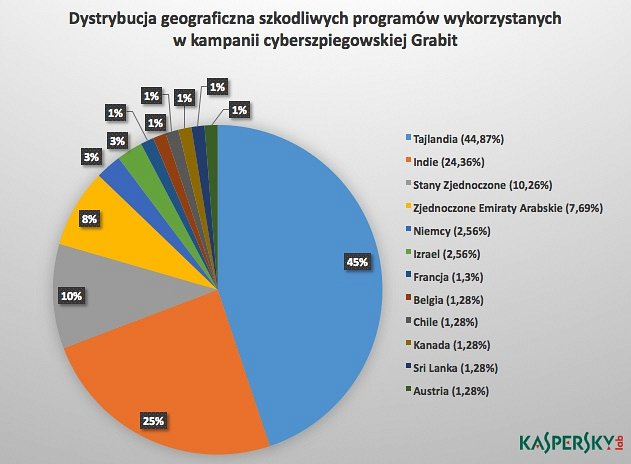 Dystrybucja geograficzna szkodliwych programów wykorzystanych
w kampanii cyberszpiegowskiej Grabit
1%
1%
1%
1%
1%
1%
1%
3%
3%
8%
10%
25%
45%
Tajlandia (44,87%)
Indie (24,36%)
Stany Zjednoczone (10,26%)
Zjednoczone Emiraty Arabskie (7,69%)
Niemcy (2,56%)
Izrael (2,56%)
Francja (1,3%)
Belgia (1,28%)
Chile (1,28%)
Kanada (1,28%)
Sri Lanka (1,28%)
Austria (1,28%)
KASPERSKY lab